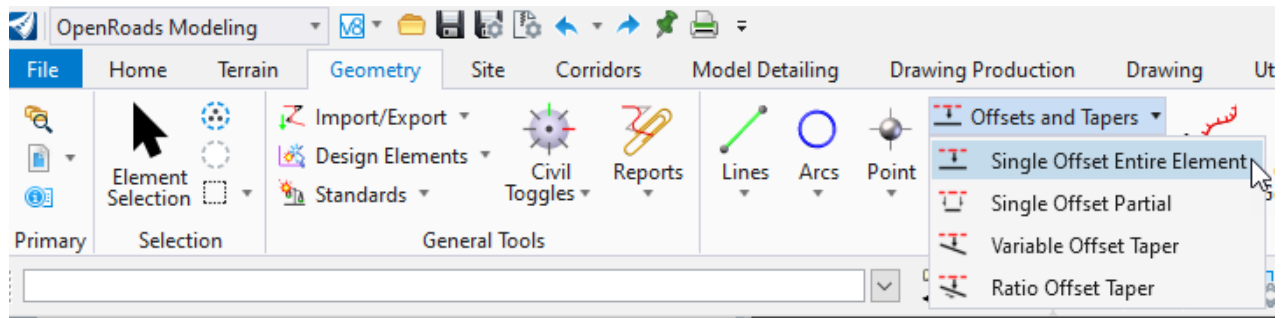 OpenRoads Modeling
File Home Terrain Geometry Site Corridors Model Detailing Drawing Production Drawing Ut
Import/Export
Design Elements
Standards
Element
Selection
Civil
Toggles
Reports
Lines
Arcs
Point
Offsets and Tapers
Single Offset Entire Element
Single Offset Partial
Variable Offset Taper
Ratio Offset Taper
Primary
Selection
General Tools